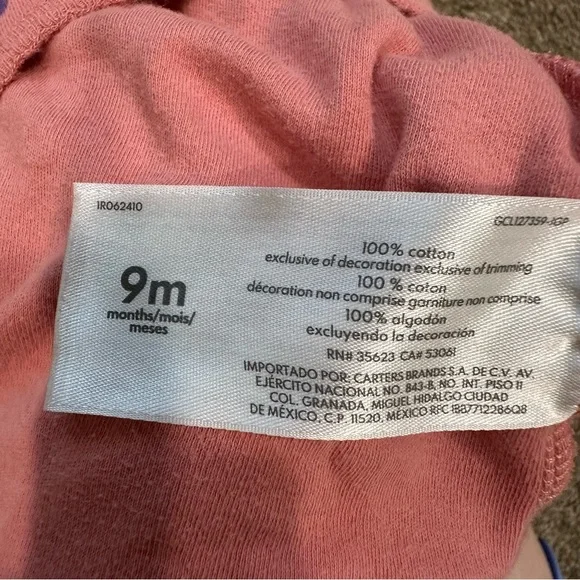 1R062410
GCL127359-JGP
9m
months/mois/
meses
100% cotton
exclusive of decoration exclusive of trimming
100 % coton
décoration non comprise garniture non comprise
100% algodón
excluyendo la decoración
RN# 35623 CA# 53061
IMPORTADO POR: CARTERS BRANDS S.A. DE C.V. AV.
EJÉRCITO NACIONAL NO. 843-B, NO. INT. PISO 11
COL. GRANADA, MIGUEL HIDALGO CIUDAD
DE MÉXICO, C.P. 11520, MÉXICO RFC IBB7712286Q8